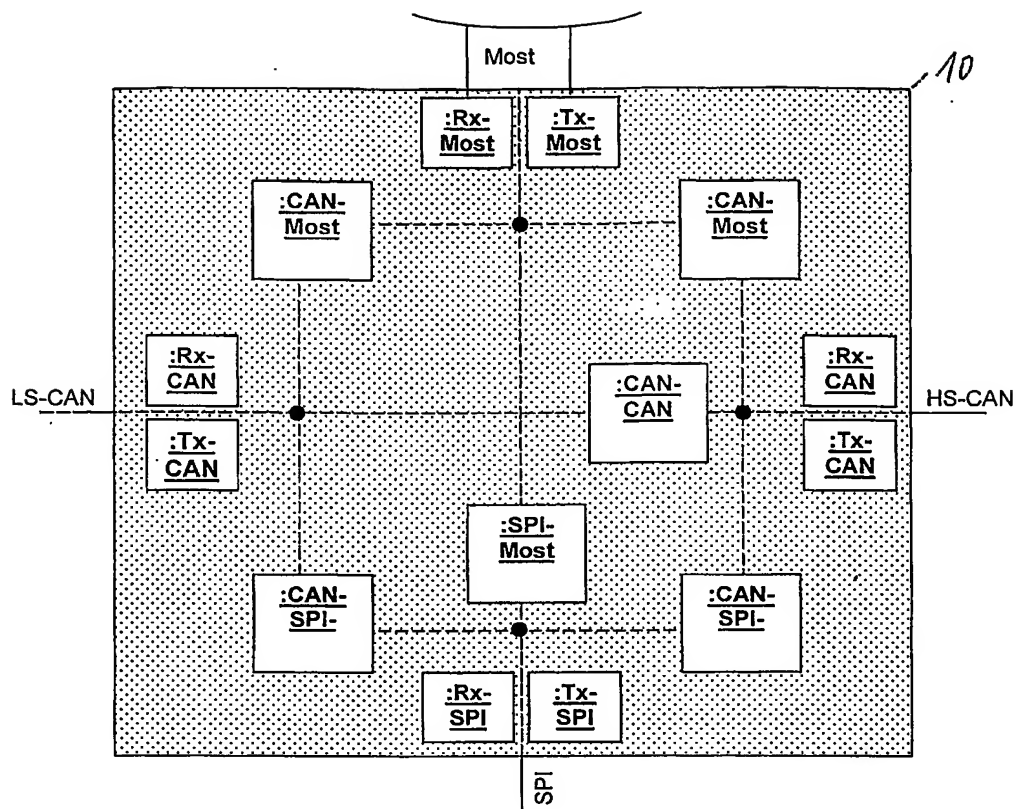 Most
10
:Rx-
Most
:Tx-
Most
:CAN-
Most
:CAN-
Most
:Rx-
CAN
:Rx-
CAN
LS-CAN
:CAN-
CAN
HS-CAN
:Tx-
CAN
:Tx-
CAN
:SPI-
Most
:CAN-
SPI-
:CAN-
SPI-
:Rx-
SPI
:Tx-
SPI
SPI